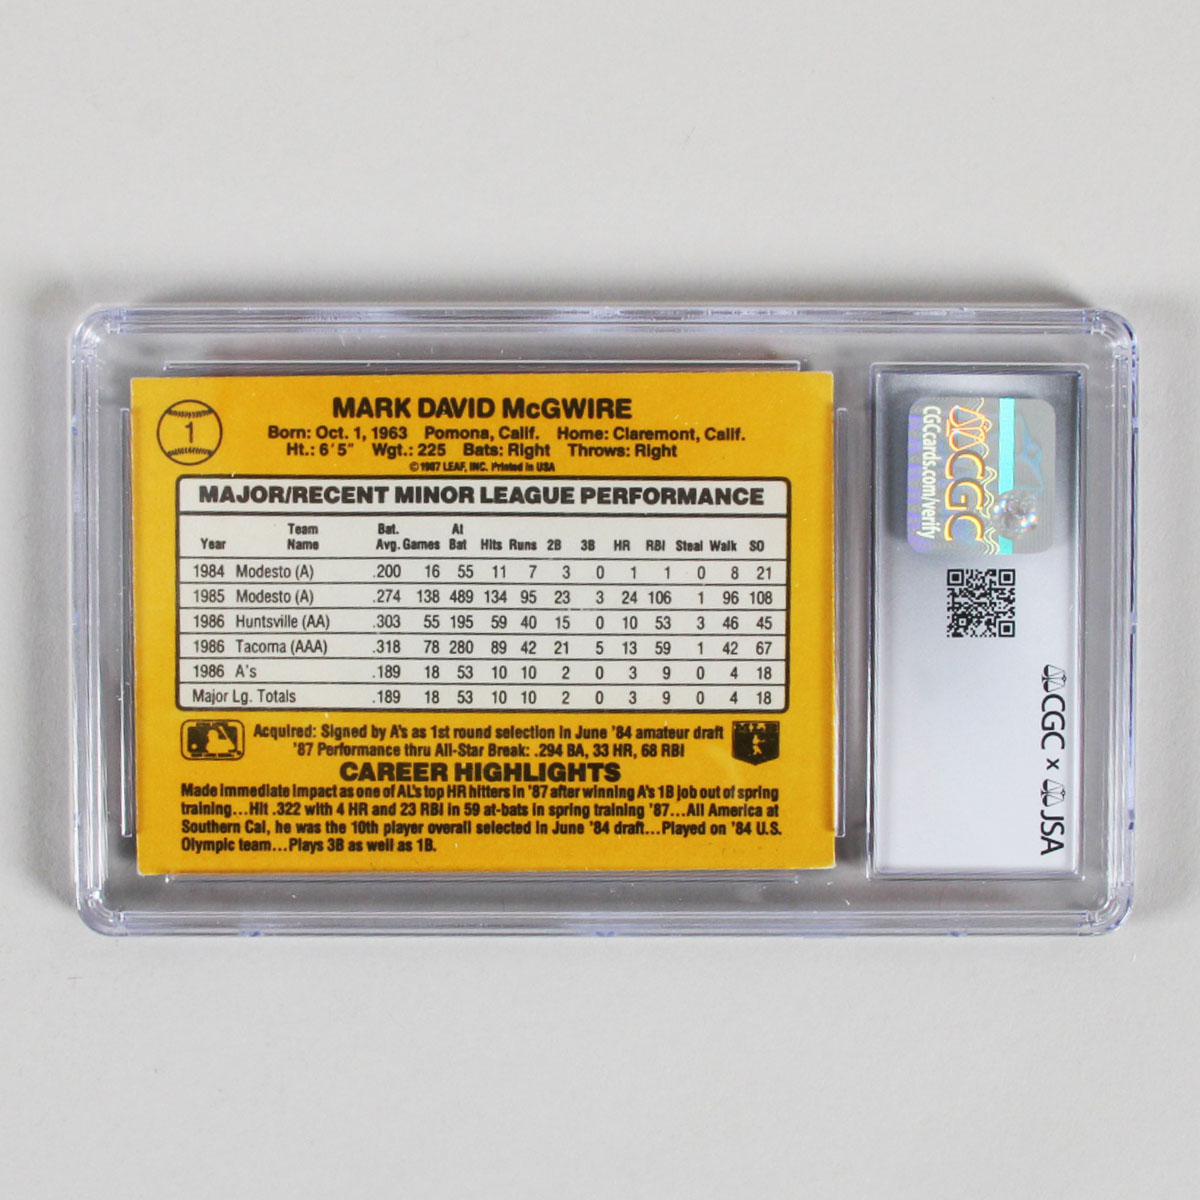 1
MARK DAVID McGWIRE
Born: Oct. 1, 1963 Pomona, Calif. Home: Claremont, Calif.
Ht.: 6'5" Wgt.: 225 Bats: Right Throws: Right
©1987 LEAF, INC. Printed in USA
MAJOR/RECENT MINOR LEAGUE PERFORMANCE
Year Team Name Bat. Avg. Games At Bat Hits Runs 2B 3B HR RBI Steal Walk SO
1984 Modesto (A) .200 16 55 11 7 3 0 1 1 0 8 21
1985 Modesto (A) .274 138 489 134 95 23 3 24 106 1 96 108
1986 Huntsville (AA) .303 55 195 59 40 15 0 10 53 3 46 45
1986 Tacoma (AAA) .318 78 280 89 42 21 5 13 59 1 42 67
1986 A's .189 18 53 10 10 2 0 3 9 0 4 18
Major Lg. Totals .189 18 53 10 10 2 0 3 9 0 4 18
Acquired: Signed by A's as 1st round selection in June '84 amateur draft
'87 Performance thru All-Star Break: .294 BA, 33 HR, 68 RBI
CAREER HIGHLIGHTS
Made immediate impact as one of AL's top HR hitters in '87 after winning A's 1B job out of spring
training...Hit .322 with 4 HR and 23 RBI in 59 at-bats in spring training '87...All America at
Southern Cal, he was the 10th player overall selected in June '84 draft...Played on '84 U.S.
Olympic team...Plays 3B as well as 1B.
CGC
CGCcards.com/verify
CGC x JSA